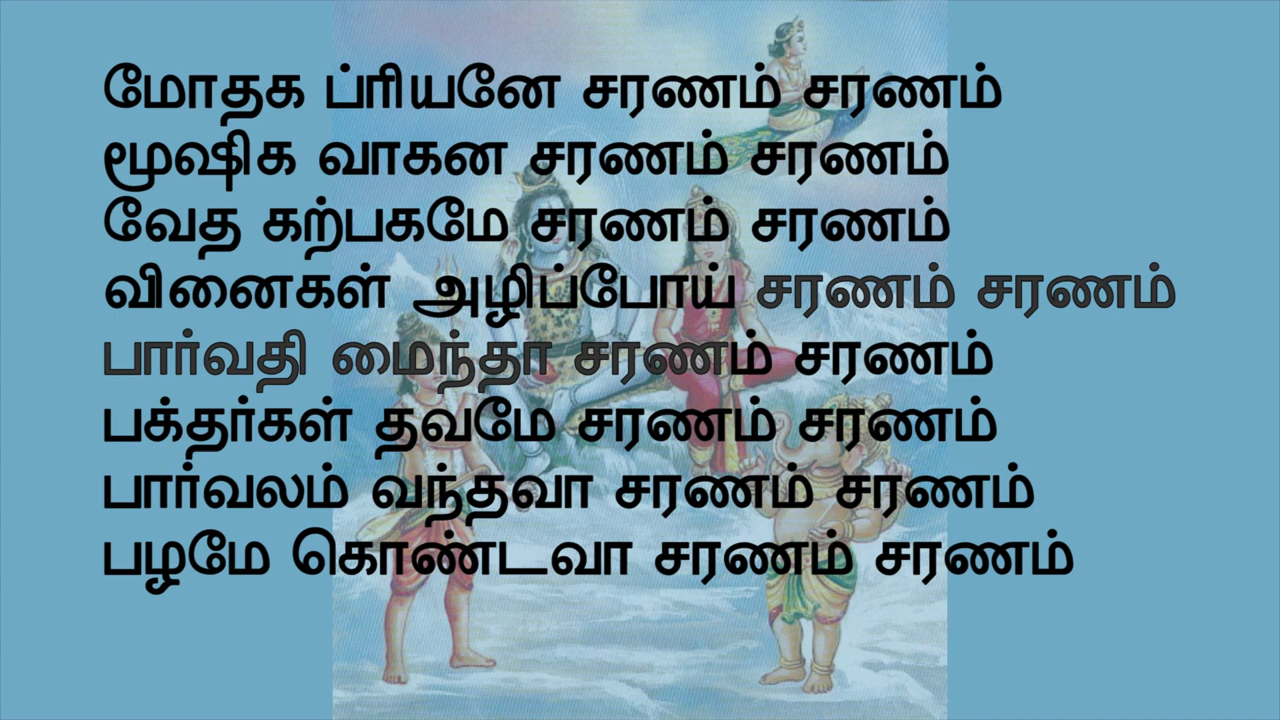 மோதக ப்ரியனே சரணம் சரணம்
மூஷிக வாகன சரணம் சரணம்
வேத கற்பகமே சரணம் சரணம்
வினைகள் அழிப்போய் சரணம் சரணம்
பார்வதி மைந்தா சரணம் சரணம்
பக்தர்கள் தவமே சரணம் சரணம்
பார்வலம் வந்தவா சரணம் சரணம்
பழமே கொண்டவா சரணம் சரணம்